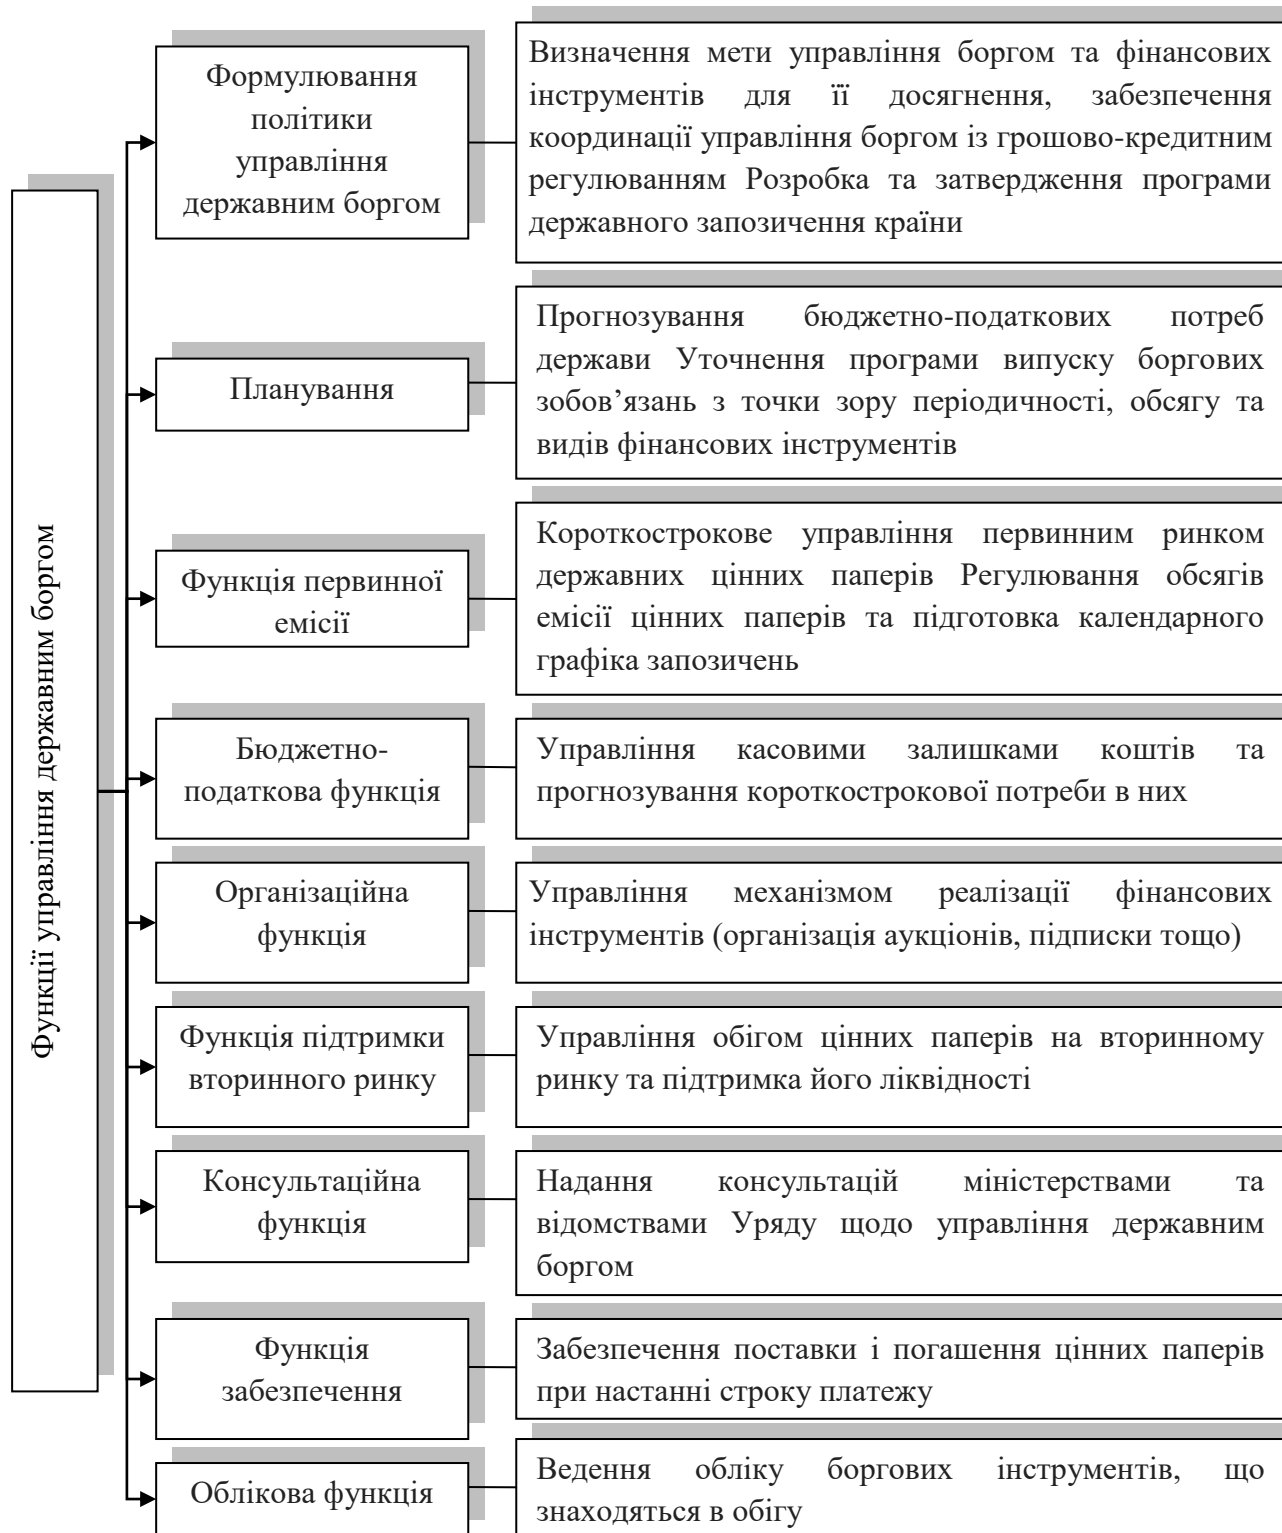 Функції управління державним боргом
Формулювання
політики
управління
державним боргом
Визначення мети управління боргом та фінансових
інструментів для її досягнення, забезпечення
координації управління боргом із грошово-кредитним
регулюванням Розробка та затвердження програми
державного запозичення країни
Планування
Прогнозування бюджетно-податкових потреб
держави Уточнення програми випуску боргових
зобов’язань з точки зору періодичності, обсягу та
видів фінансових інструментів
Функція первинної
емісії
Короткострокове управління первинним ринком
державних цінних паперів Регулювання обсягів
емісії цінних паперів та підготовка календарного
графіка запозичень
Бюджетно-
податкова функція
Управління касовими залишками коштів та
прогнозування короткострокової потреби в них
Організаційна
функція
Управління механізмом реалізації фінансових
інструментів (організація аукціонів, підписки тощо)
Функція підтримки
вторинного ринку
Управління обігом цінних паперів на вторинному
ринку та підтримка його ліквідності
Консультаційна
функція
Надання консультацій міністерствами та
відомствами Уряду щодо управління державним
боргом
Функція
забезпечення
Забезпечення поставки і погашення цінних паперів
при настанні строку платежу
Облікова функція
Ведення обліку боргових інструментів, що
знаходяться в обігу